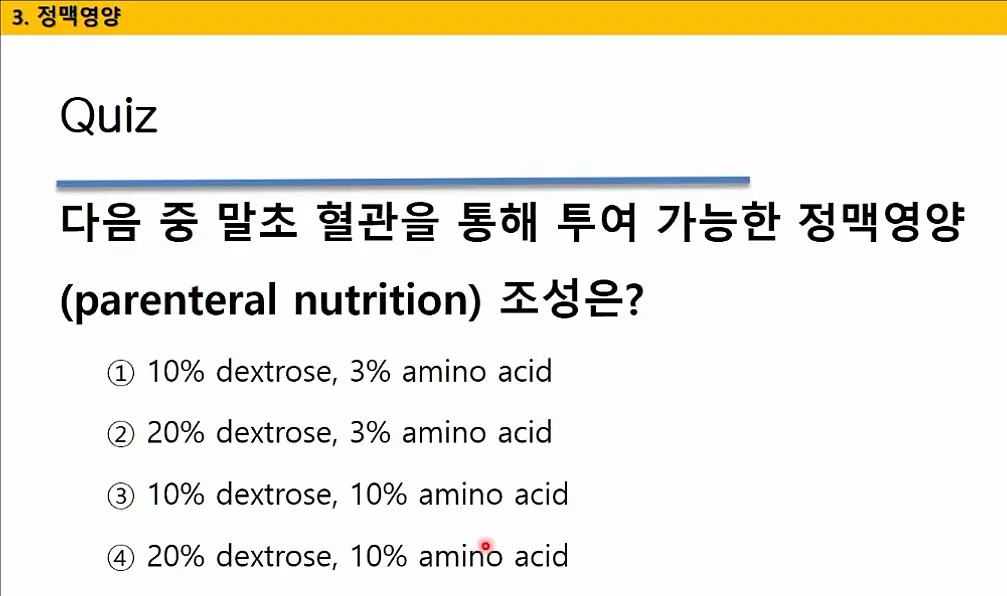 3. 정맥영양
Quiz
다음 중 말초 혈관을 통해 투여 가능한 정맥영양
(parenteral nutrition) 조성은?
① 10% dextrose, 3% amino acid
② 20% dextrose, 3% amino acid
③ 10% dextrose, 10% amino acid
④ 20% dextrose, 10% amino acid